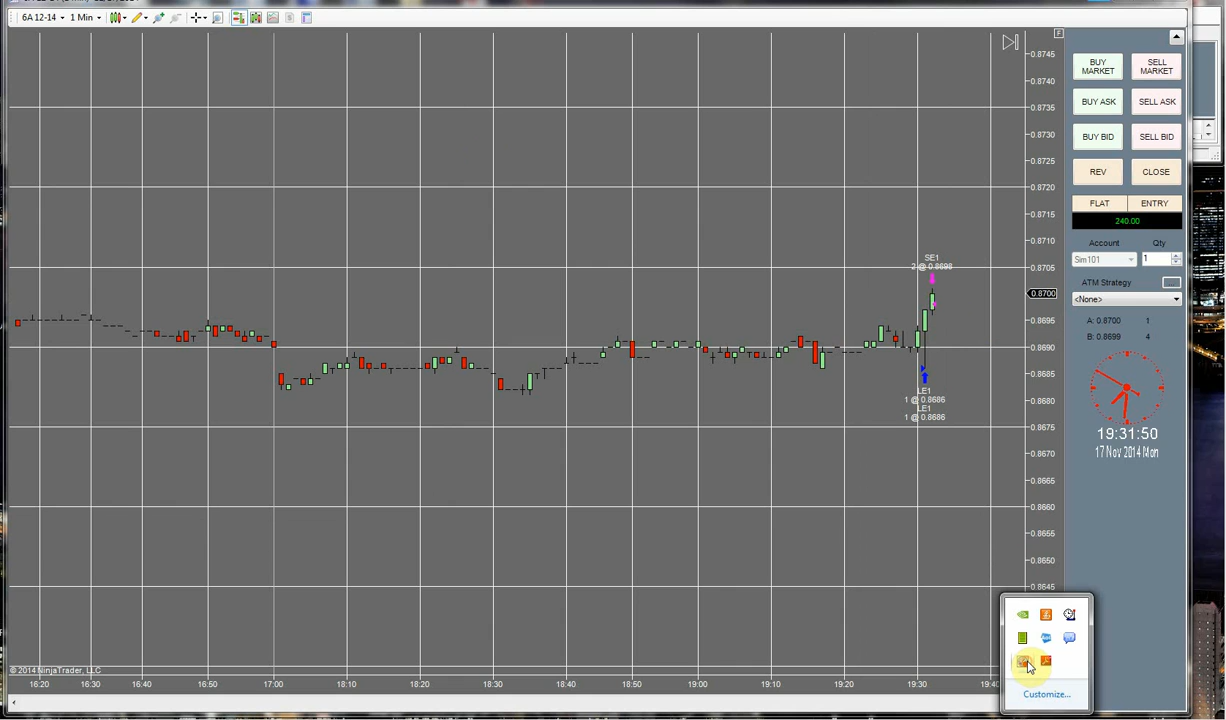 6A 12-14
1 Min
F
BUY MARKET
SELL MARKET
BUY ASK
SELL ASK
BUY BID
SELL BID
REV
CLOSE
FLAT
ENTRY
240.00
Account
Qty
Sim101
1
ATM Strategy
...
<None>
A: 0.8700 1
B: 0.8699 4
19:31:50
17 Nov 2014 Mon
SE1
2 @ 0.8698
LE1
1 @ 0.8686
LE1
1 @ 0.8686
0.8745
0.8740
0.8735
0.8730
0.8725
0.8720
0.8715
0.8710
0.8705
0.8700
0.8695
0.8690
0.8685
0.8680
0.8675
0.8670
0.8665
0.8660
0.8655
0.8650
0.8645
© 2014 NinjaTrader, LLC
16:20 16:30 16:40 16:50 17:00 18:10 18:20 18:30 18:40 18:50 19:00 19:10 19:20 19:30 19:40
Customize...